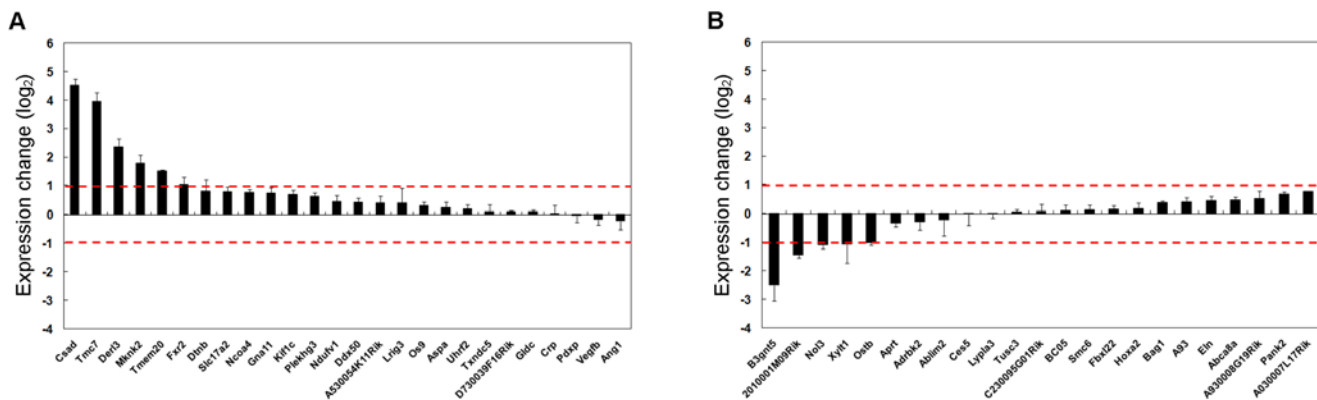 A
Expression change (log2)
6
5
4
3
2
1
0
-1
-2
-3
-4
Csad
Tmc7
Derl3
Mknk2
Tmem20
Fxr2
Dtnb
Slc17a2
Ncoa4
Gna11
Kif1c
Plekhg3
Ndufv1
Ddx50
A530054K11Rik
Lrig3
Os9
Aspa
Uhrf2
Txndc5
D730039F16Rik
Gldc
Crp
Pdxp
Vegfb
Ang1
B
Expression change (log2)
6
5
4
3
2
1
0
-1
-2
-3
-4
B3gnt5
2010001M09Rik
Nol3
Xylt1
Ostb
Aprt
Adrbk2
Ablim2
Ces5
Lypla3
Tusc3
C230095G01Rik
BC05
Smc6
Fbxl22
Hoxa2
Bag1
A93
Eln
Abca8a
A930008G19Rik
Pank2
A030007L17Rik